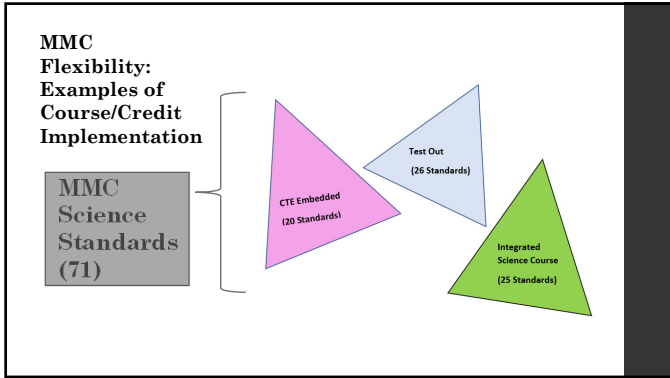 MMC
Flexibility:
Examples of
Course/Credit
Implementation
MMC
Science
Standards
(71)
CTE Embedded
(20 Standards)
Test Out
(26 Standards)
Integrated
Science Course
(25 Standards)